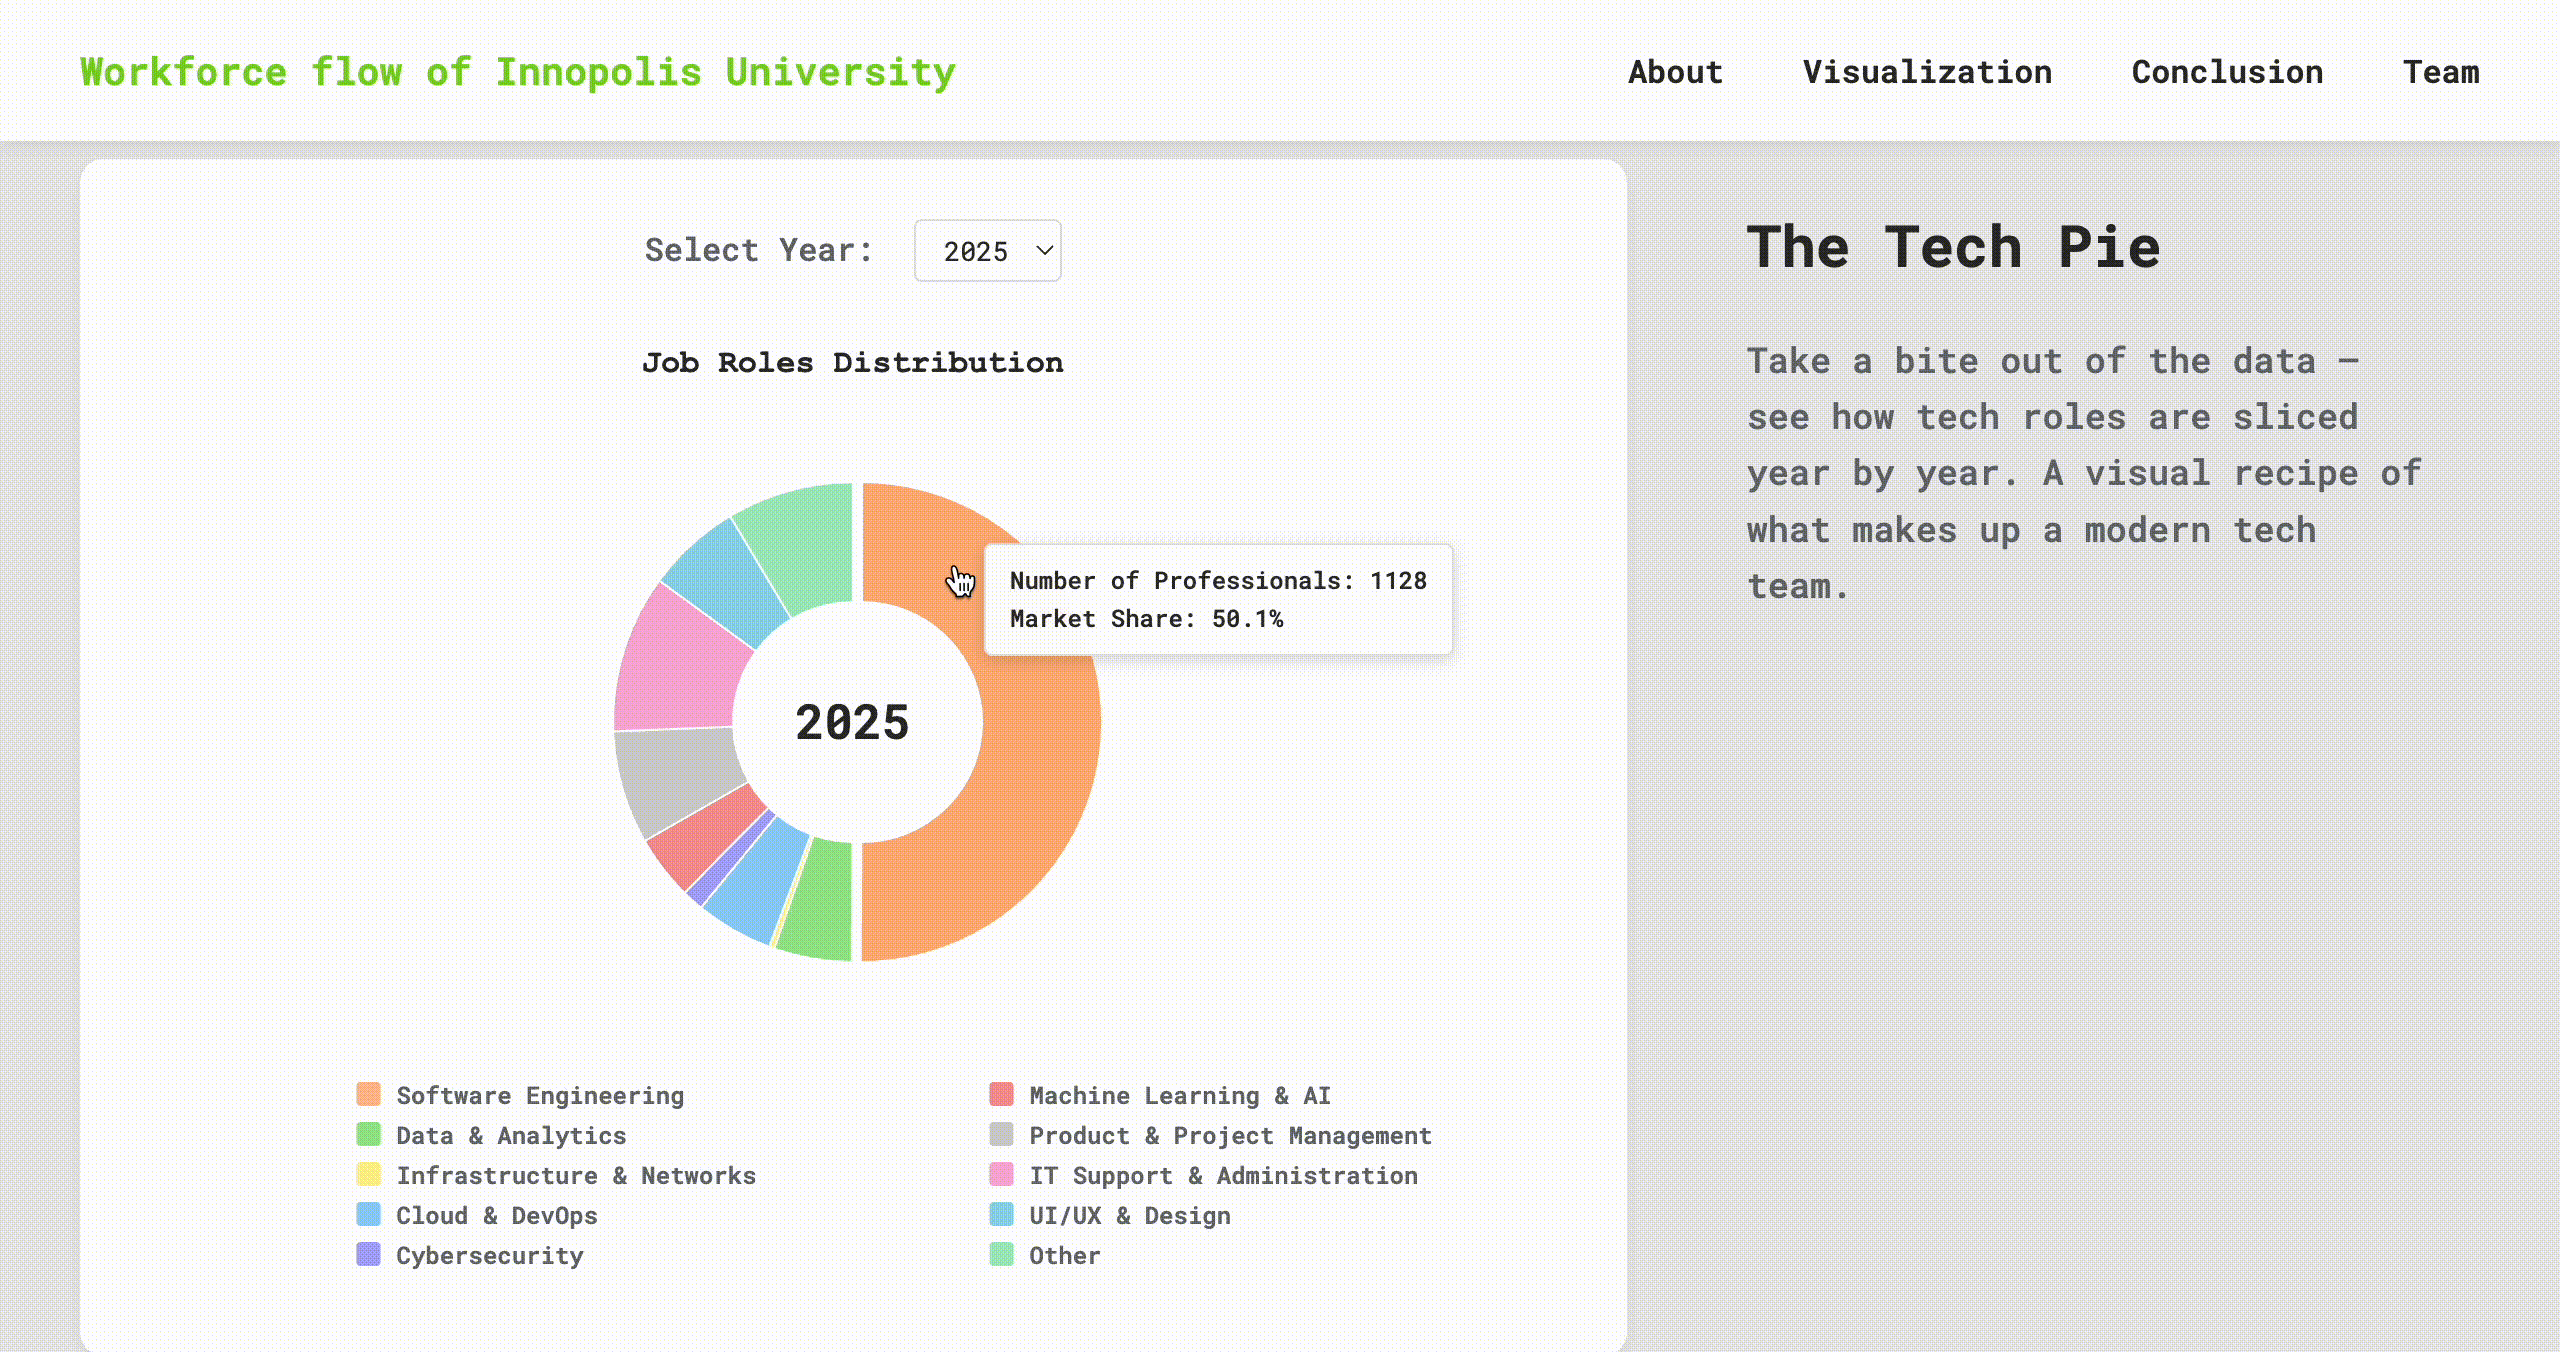 Workforce flow of Innopolis University
About
Visualization
Conclusion
Team
Select Year:
2025
Job Roles Distribution
Number of Professionals: 1128
Market Share: 50.1%
2025
Software Engineering
Data & Analytics
Infrastructure & Networks
Cloud & DevOps
Cybersecurity
Machine Learning & AI
Product & Project Management
IT Support & Administration
UI/UX & Design
Other
The Tech Pie
Take a bite out of the data —
see how tech roles are sliced
year by year. A visual recipe of
what makes up a modern tech
team.